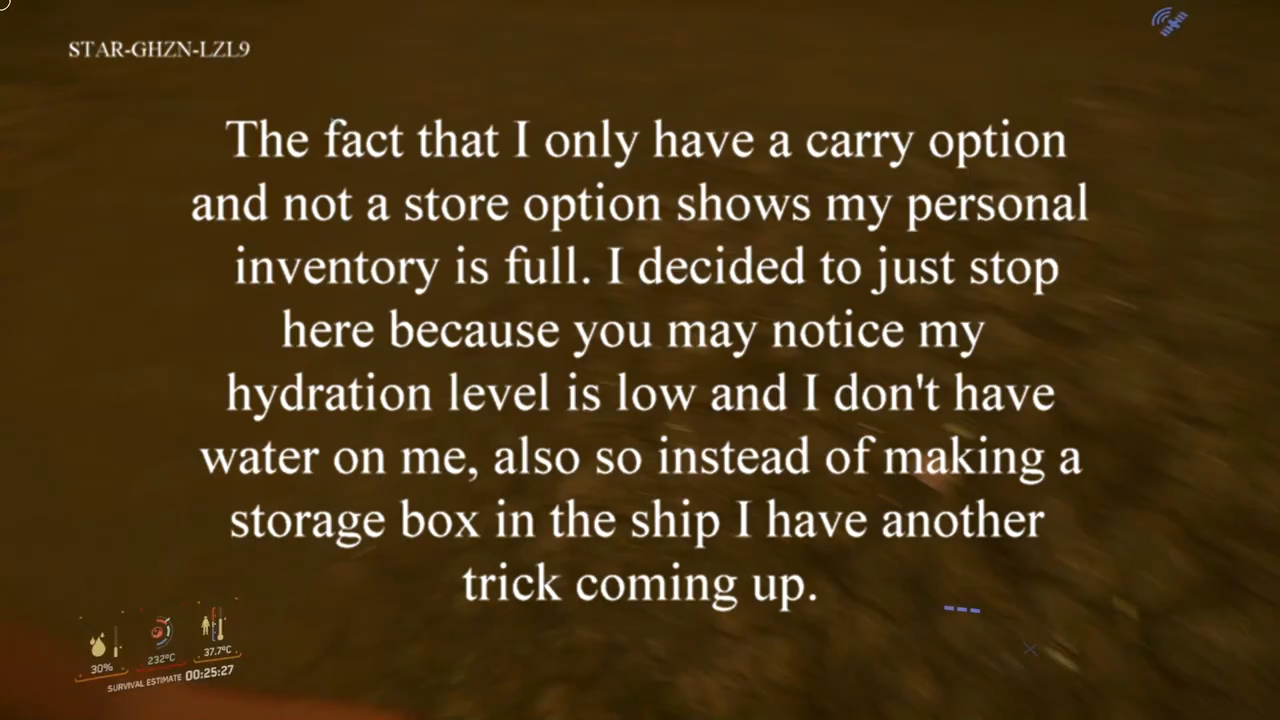 STAR-GHZN-LZL9
The fact that I only have a carry option
and not a store option shows my personal
inventory is full. I decided to just stop
here because you may notice my
hydration level is low and I don't have
water on me, also so instead of making a
storage box in the ship I have another
trick coming up.
30% 232°C 37.7°C
SURVIVAL ESTIMATE 00:25:27